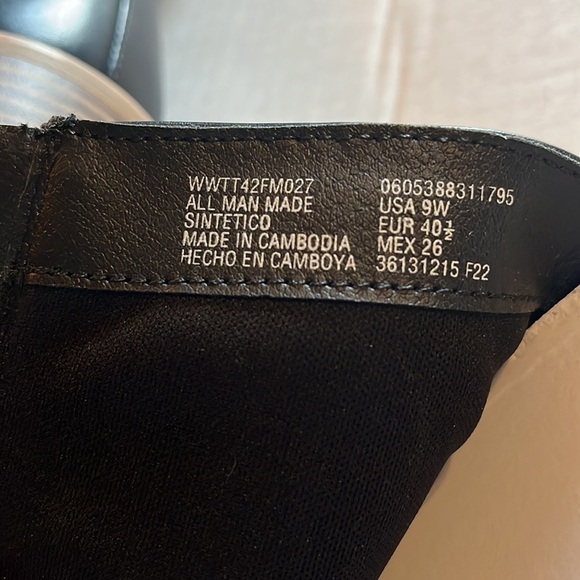 WWTT42FM027
ALL MAN MADE
SINTETICO
MADE IN CAMBODIA
HECHO EN CAMBOYA
0605388311795
USA 9W
EUR 40½
MEX 26
36131215 F22